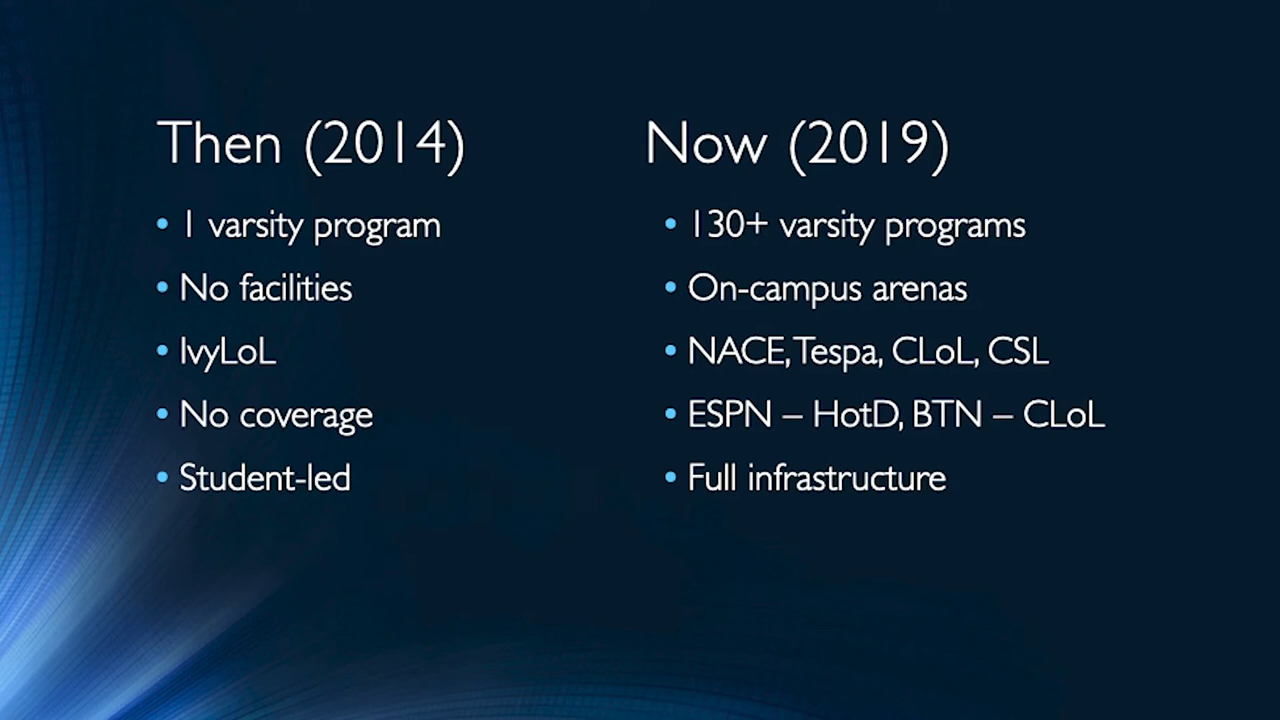 Then (2014)
• 1 varsity program
• No facilities
• IvyLoL
• No coverage
• Student-led
Now (2019)
• 130+ varsity programs
• On-campus arenas
• NACE, Tespa, CLoL, CSL
• ESPN – HotD, BTN – CLoL
• Full infrastructure